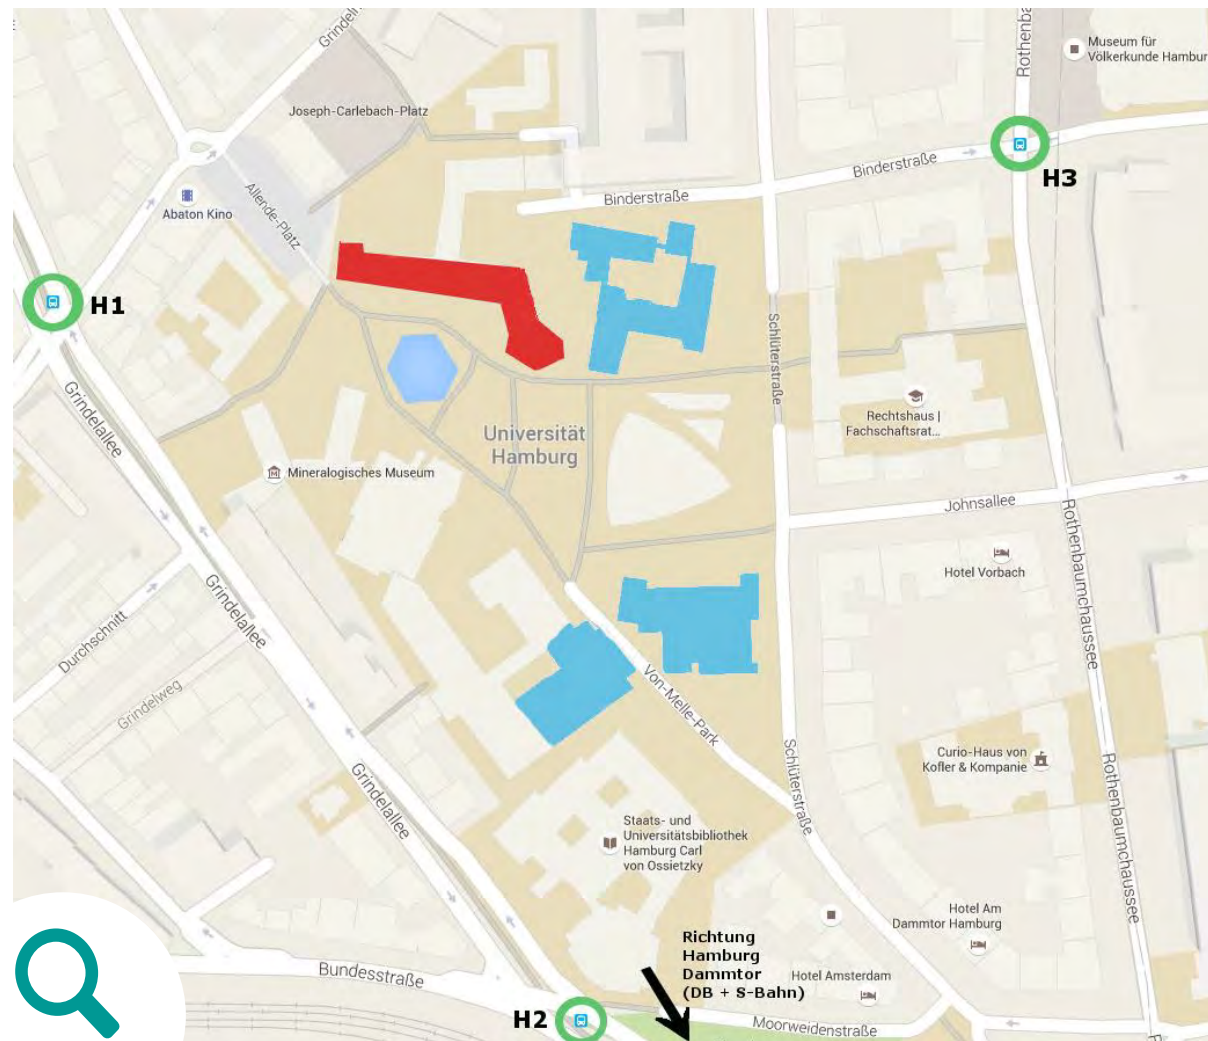 Grindelh
Rothenba
Museum für
Völkerkunde Hambur
Joseph-Carlebach-Platz
Binderstraße
H3
Binderstraße
Abaton Kino
Allende-Platz
H1
Schlüterstraße
Grindelallee
Rechtshaus |
Fachschaftsrat...
Universität
Hamburg
Mineralogisches Museum
Johnsallee
Rothenbaumchaussee
Hotel Vorbach
Grindelallee
Durchschnitt
Grindelweg
Von-Melle-Park
Schlüterstraße
Curio-Haus von
Kofler & Kompanie
Rothenbaumchaussee
Grindelallee
Staats- und
Universitätsbibliothek
Hamburg Carl
von Ossietzky
Hotel Am
Dammtor Hamburg
Richtung
Hamburg
Dammtor
(DB + S-Bahn)
Hotel Amsterdam
Bundesstraße
H2
Moorweidenstraße